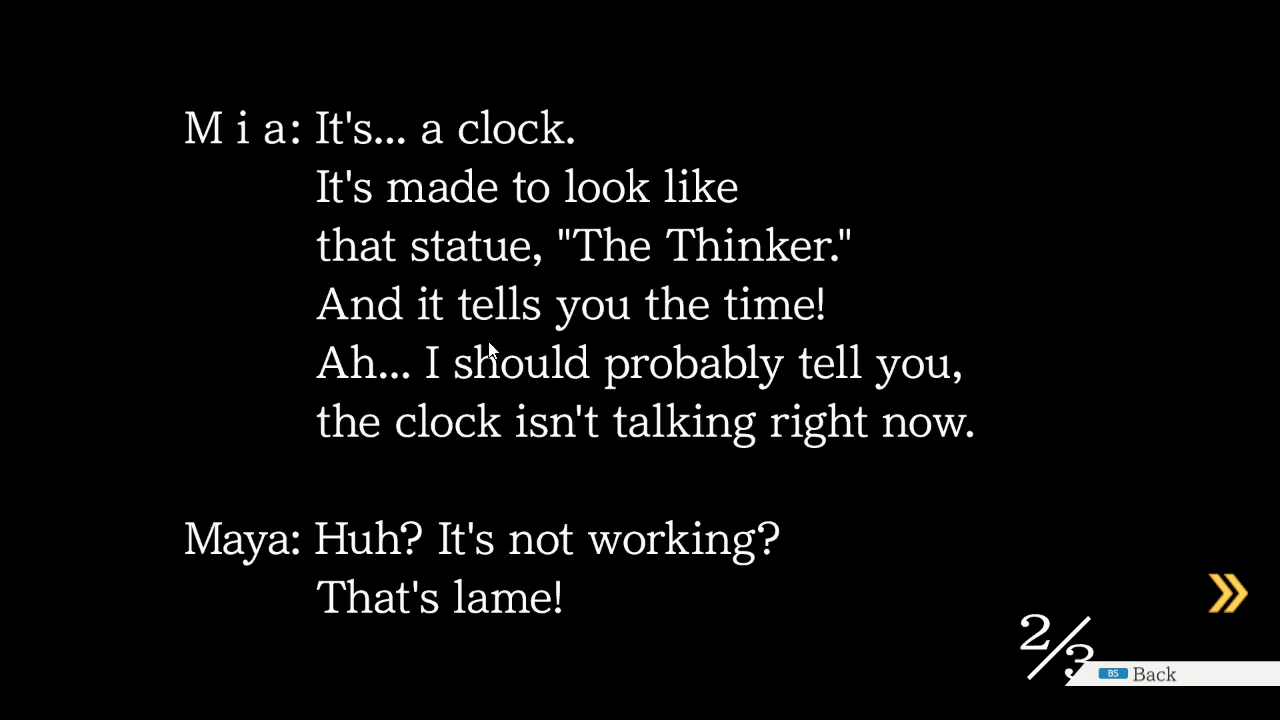 M i a: It's... a clock.
It's made to look like
that statue, "The Thinker."
And it tells you the time!
Ah... I should probably tell you,
the clock isn't talking right now.
Maya: Huh? It's not working?
That's lame!
2/3
BS Back